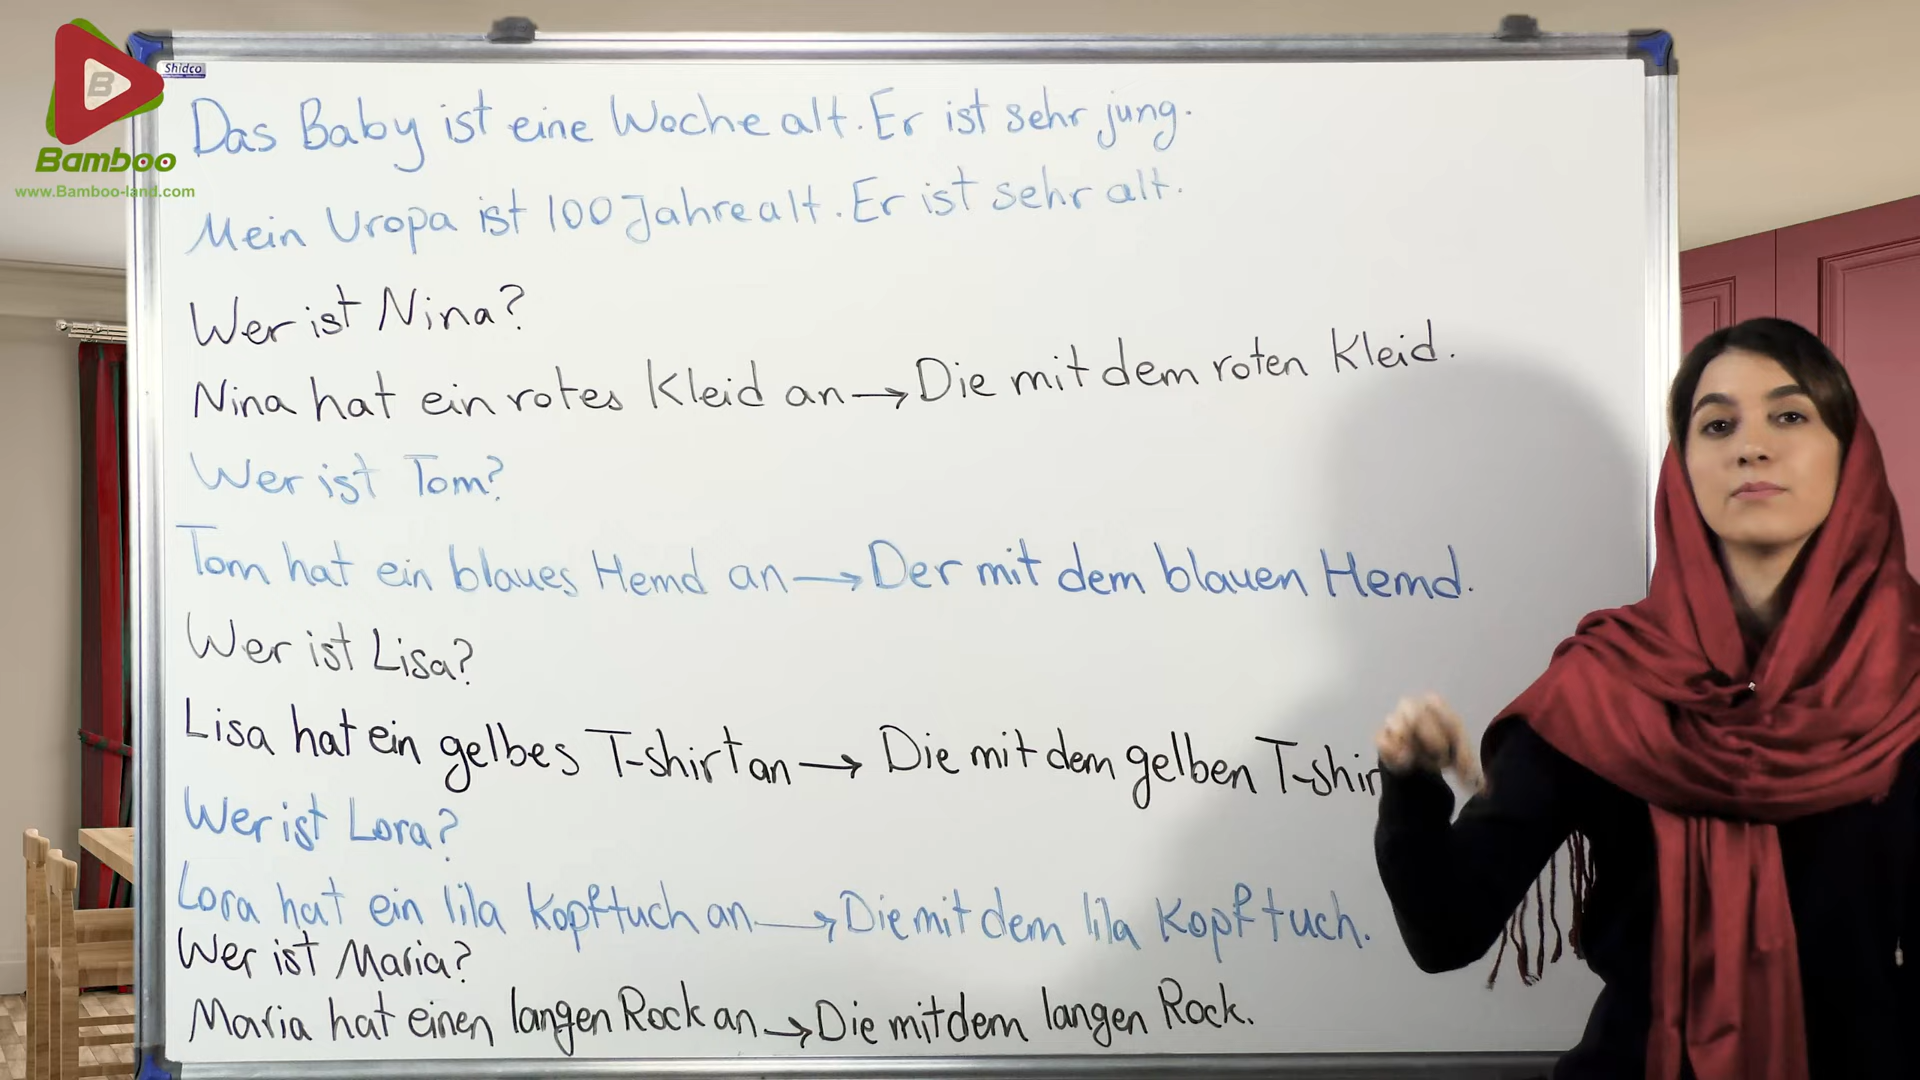 B
Bamboo
www.Bamboo-land.com
Shidco
Das Baby ist eine Woche alt. Er ist sehr jung.
Mein Uropa ist 100 Jahre alt. Er ist sehr alt.
Wer ist Nina?
Nina hat ein rotes Kleid an → Die mit dem roten Kleid.
Wer ist Tom?
Tom hat ein blaues Hemd an → Der mit dem blauen Hemd.
Wer ist Lisa?
Lisa hat ein gelbes T-shirt an → Die mit dem gelben T-shir
Wer ist Lora?
Lora hat ein lila Kopftuch an → Die mit dem lila Kopftuch.
Wer ist Maria?
Maria hat einen langen Rock an → Die mit dem langen Rock.